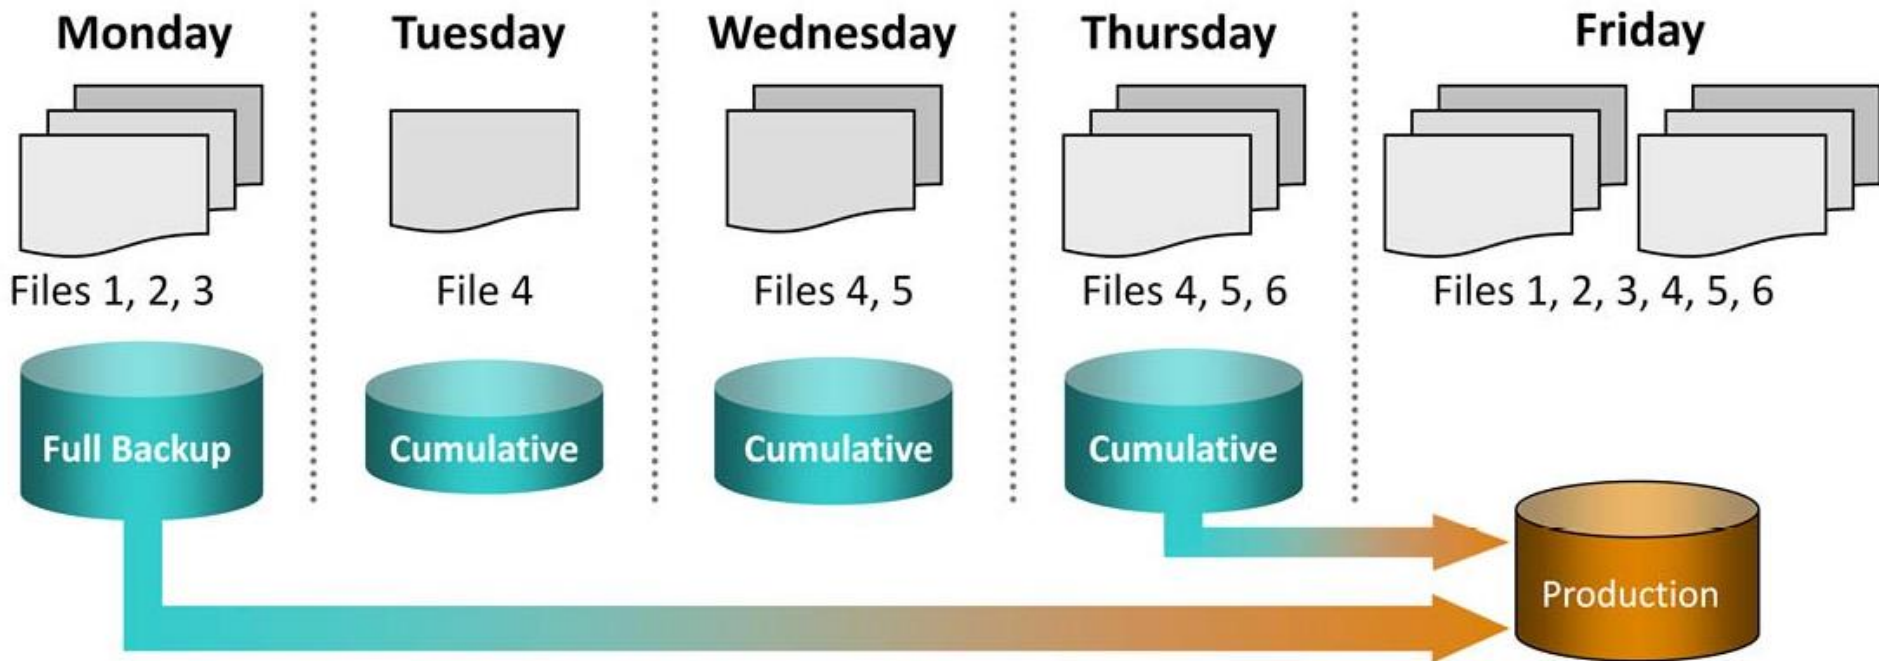 Monday
Tuesday
Wednesday
Thursday
Friday
Files 1, 2, 3
File 4
Files 4, 5
Files 4, 5, 6
Files 1, 2, 3, 4, 5, 6
Full Backup
Cumulative
Cumulative
Cumulative
Production